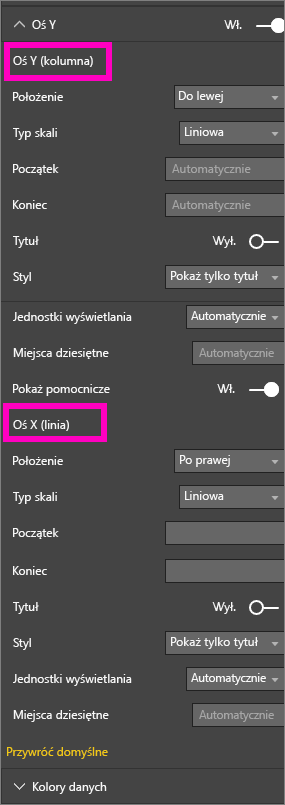 Oś Y Wł.
Oś Y (kolumna)
Położenie Do lewej
Typ skali Liniowa
Początek Automatycznie
Koniec Automatycznie
Tytuł Wył.
Styl Pokaż tylko tytuł
Jednostki wyświetlania Automatycznie
Miejsca dziesiętne Automatycznie
Pokaż pomocnicze Wł.
Oś X (linia)
Położenie Po prawej
Typ skali Liniowa
Początek
Koniec
Tytuł Wył.
Styl Pokaż tylko tytuł
Jednostki wyświetlania Automatycznie
Miejsca dziesiętne Automatycznie
Przywróć domyślne
Kolory danych